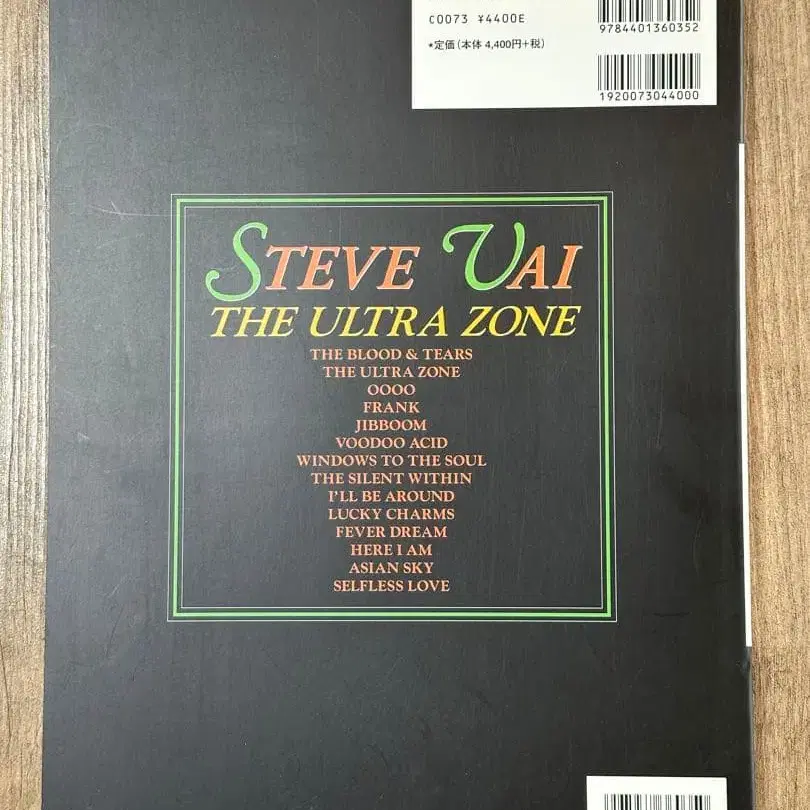 9784401360352
C0073 ¥4400E
*定価(本体 4,400円+税)
1920073044000
STEVE VAI
THE ULTRA ZONE
THE BLOOD & TEARS
THE ULTRA ZONE
OOOO
FRANK
JIBBOOM
VOODOO ACID
WINDOWS TO THE SOUL
THE SILENT WITHIN
I'LL BE AROUND
LUCKY CHARMS
FEVER DREAM
HERE I AM
ASIAN SKY
SELFLESS LOVE